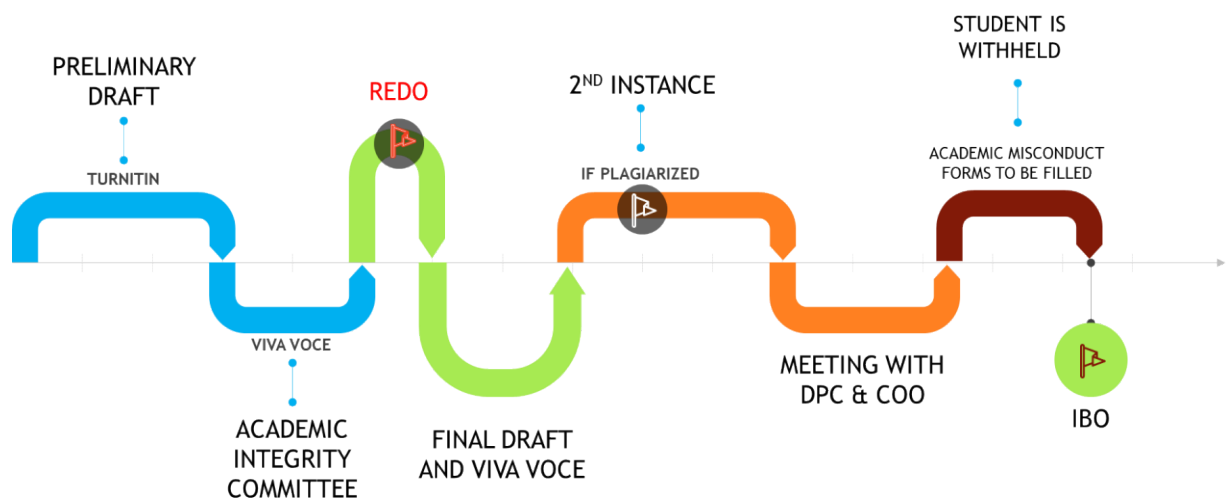 PRELIMINARY
DRAFT
TURNITIN
VIVA VOCE
ACADEMIC
INTEGRITY
COMMITTEE
REDO
FINAL DRAFT
AND VIVA VOCE
2ND INSTANCE
IF PLAGIARIZED
MEETING WITH
DPC & COO
STUDENT IS
WITHHELD
ACADEMIC MISCONDUCT
FORMS TO BE FILLED
IBO